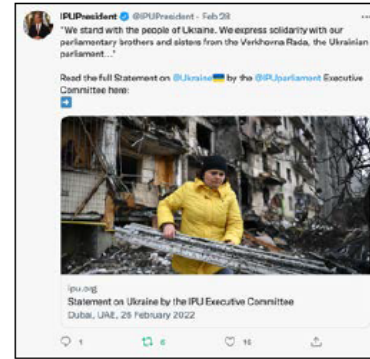 IPUPresident @IPUPresident · Feb 28
"We stand with the people of Ukraine. We express solidarity with our
parliamentary brothers and sisters from the Verkhovna Rada, the Ukrainian
parliament..."
Read the full Statement on @Ukraine by the @IPUparliament Executive
Committee here:
ipu.org
Statement on Ukraine by the IPU Executive Committee
Dubai, UAE, 26 February 2022
1 6 16